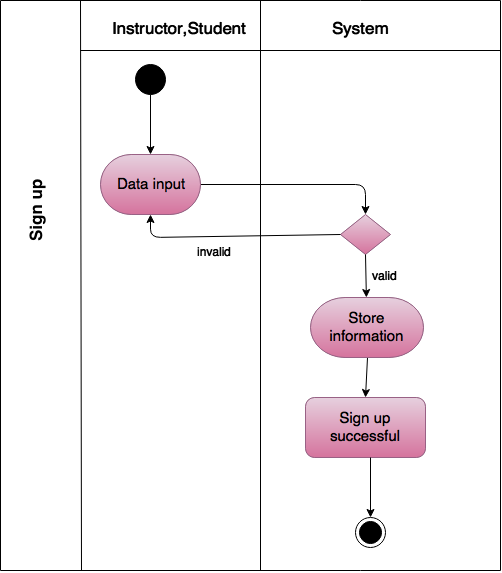 Instructor,Student
System
Sign up
Data input
invalid
valid
Store
information
Sign up
successful